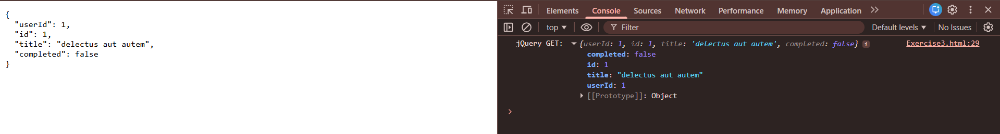 {
  "userId": 1,
  "id": 1,
  "title": "delectus aut autem",
  "completed": false
}
Elements Console Sources Network Performance Memory Application
top Filter Default levels No Issues
jQuery GET: {userId: 1, id: 1, title: 'delectus aut autem', completed: false} i Exercise3.html:29
completed: false
id: 1
title: "delectus aut autem"
userId: 1
[[Prototype]]: Object